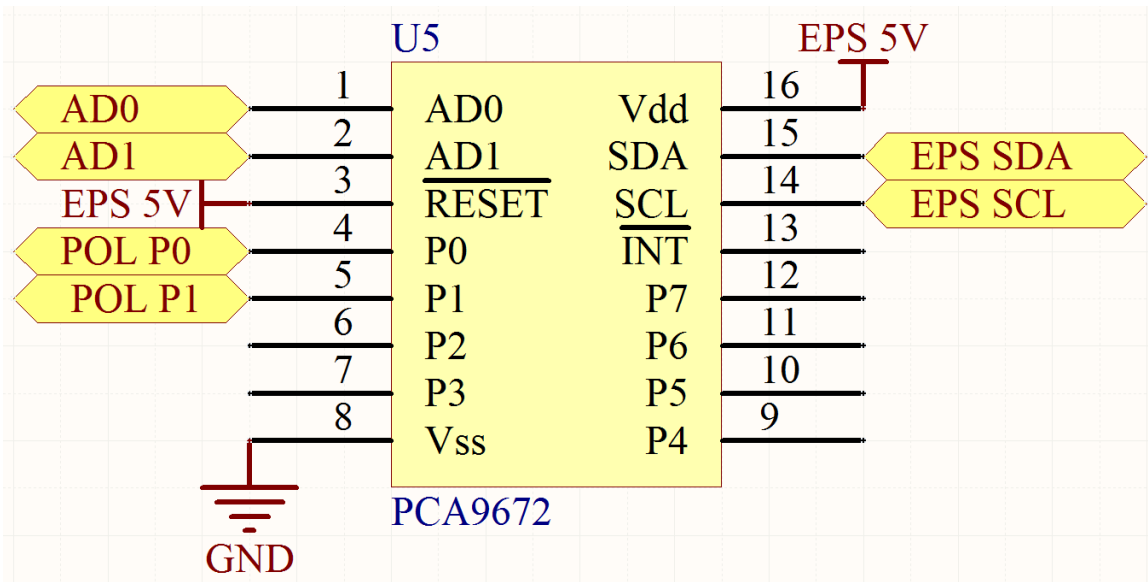 U5
EPS 5V
AD0 1 AD0 Vdd 16
AD1 2 AD1 SDA 15 EPS SDA
EPS 5V 3 RESET SCL 14 EPS SCL
POL P0 4 P0 INT 13
POL P1 5 P1 P7 12
6 P2 P6 11
7 P3 P5 10
8 Vss P4 9
PCA9672
GND